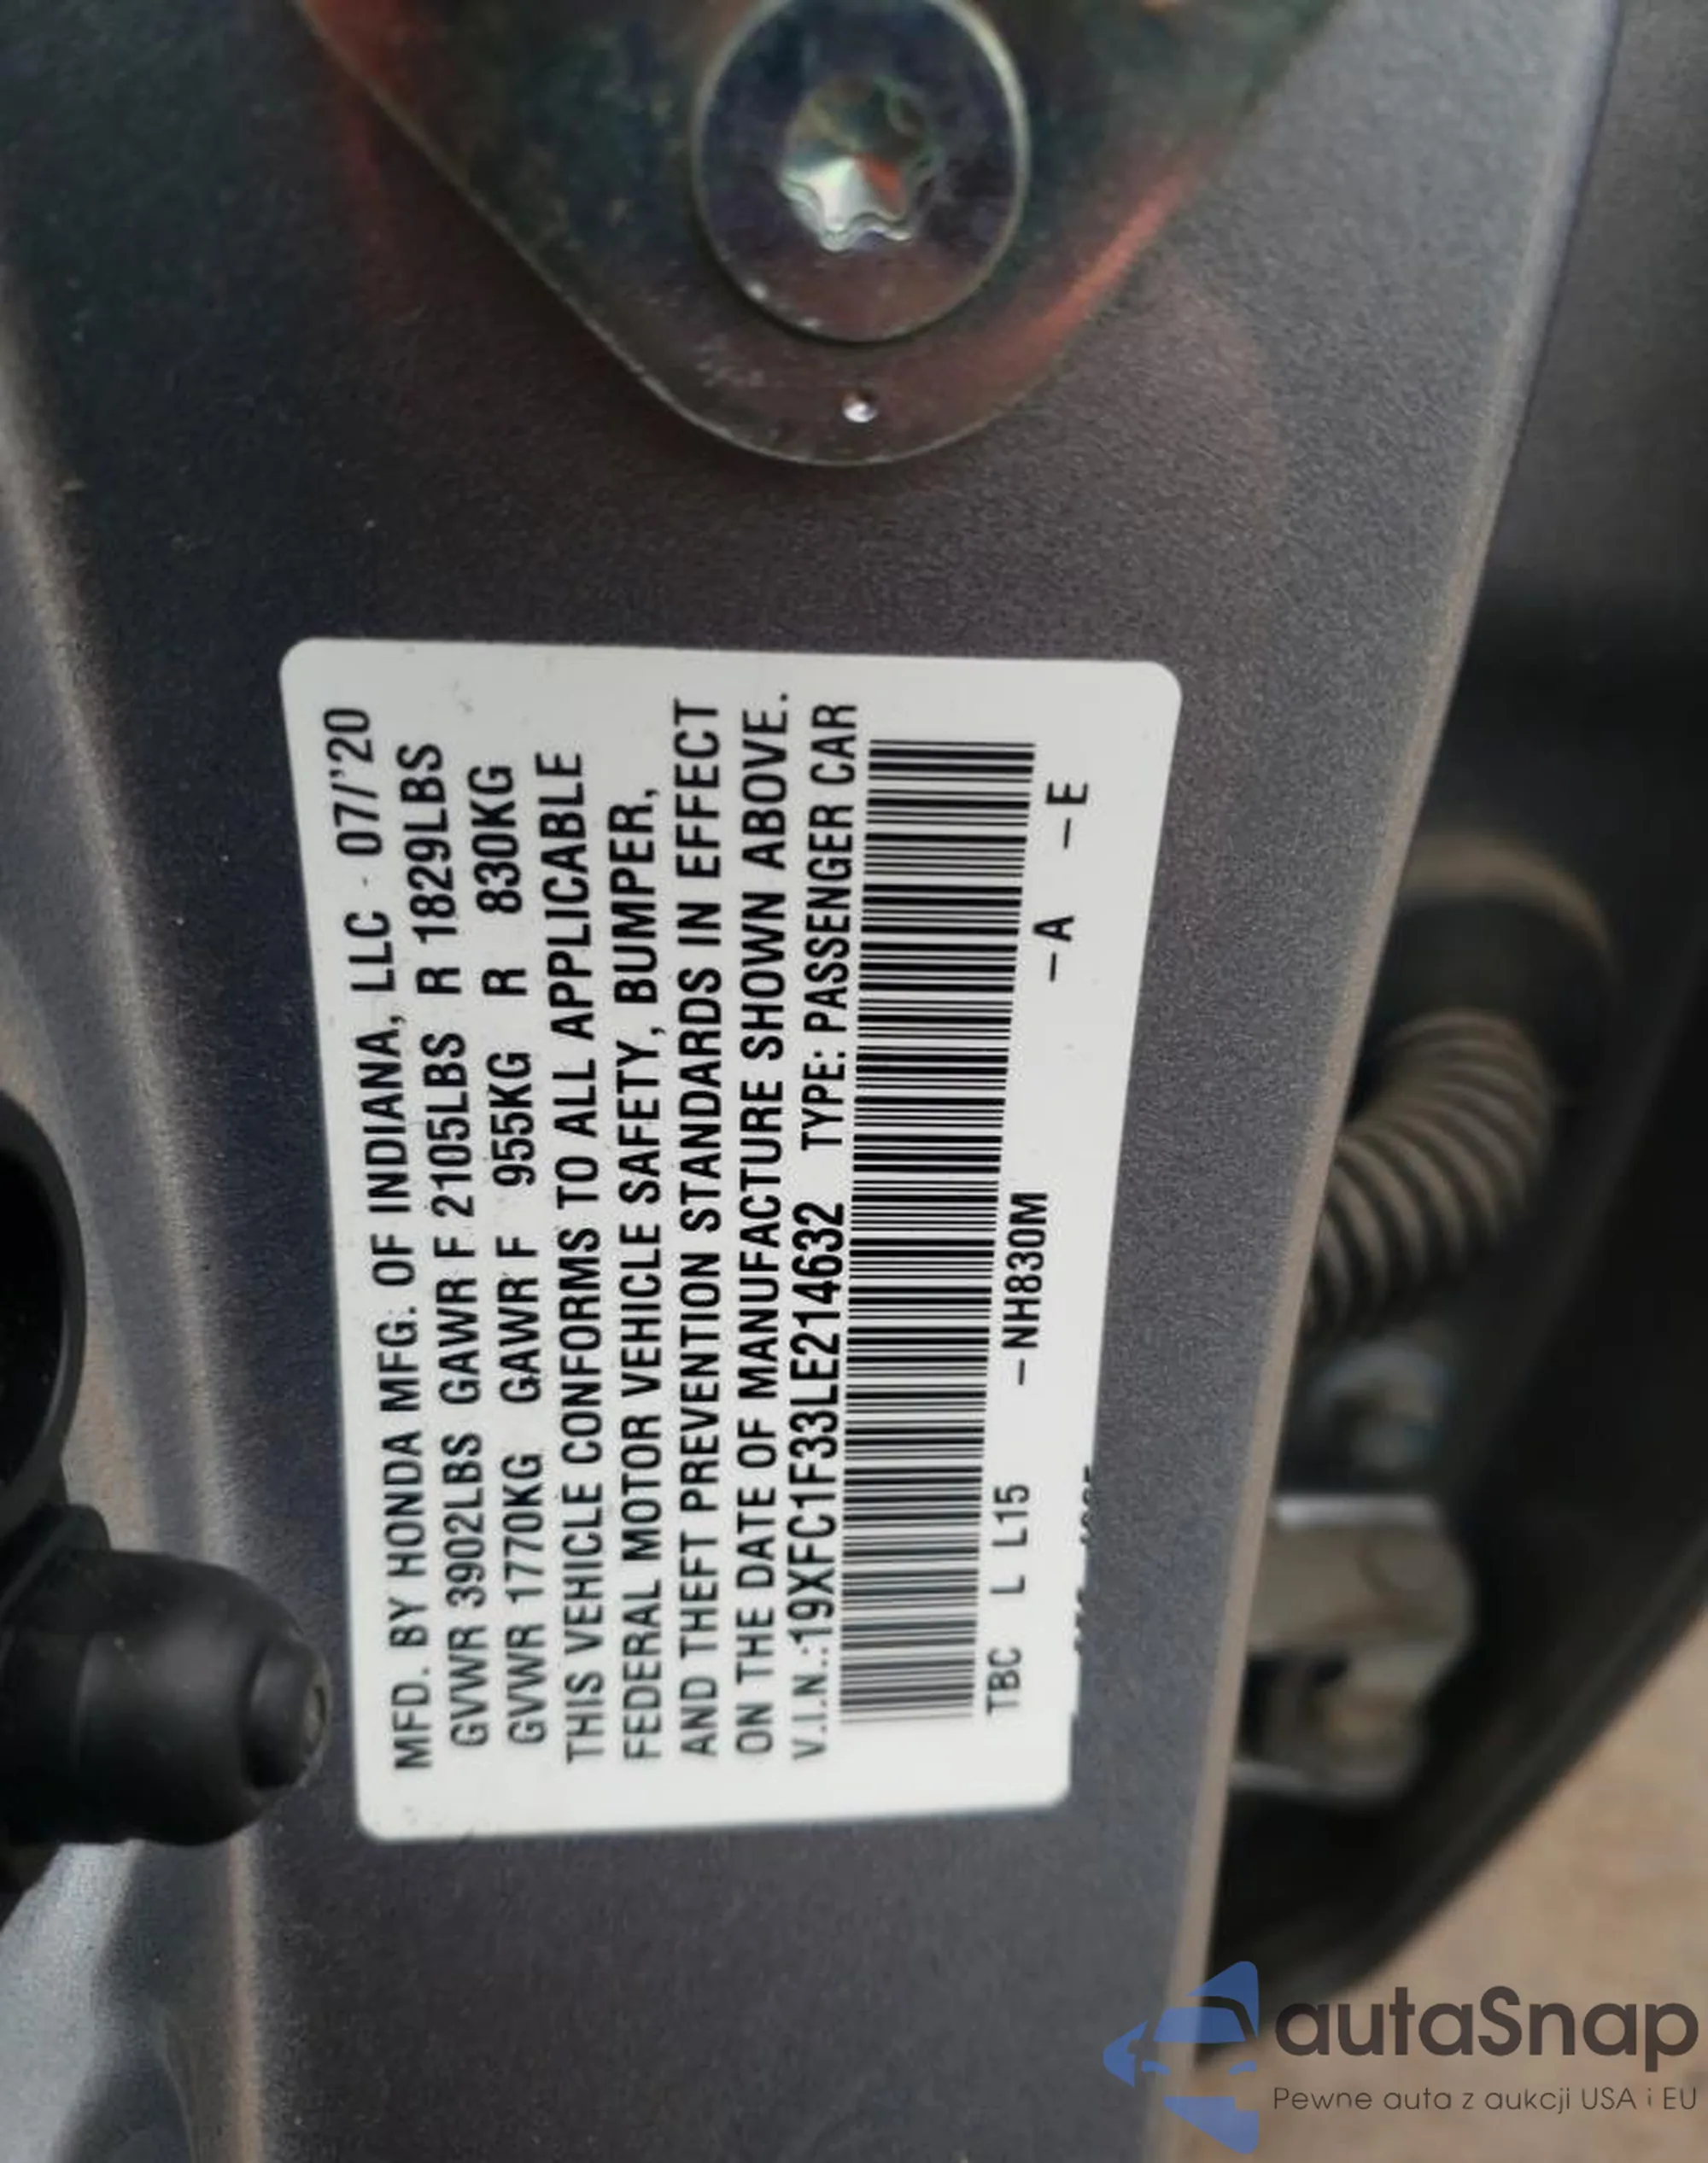 MFD. BY HONDA MFG. OF INDIANA, LLC · 07/'20
GVWR 3902LBS GAWR F 2105LBS R 1829LBS
GVWR 1770KG GAWR F 955KG R 830KG
THIS VEHICLE CONFORMS TO ALL APPLICABLE
FEDERAL MOTOR VEHICLE SAFETY, BUMPER,
AND THEFT PREVENTION STANDARDS IN EFFECT
ON THE DATE OF MANUFACTURE SHOWN ABOVE.
V.I.N.:19XFC1F33LE214632 TYPE: PASSENGER CAR
TBC L L15 –NH830M –A –E
autaSnap
Pewne auta z aukcji USA i EU